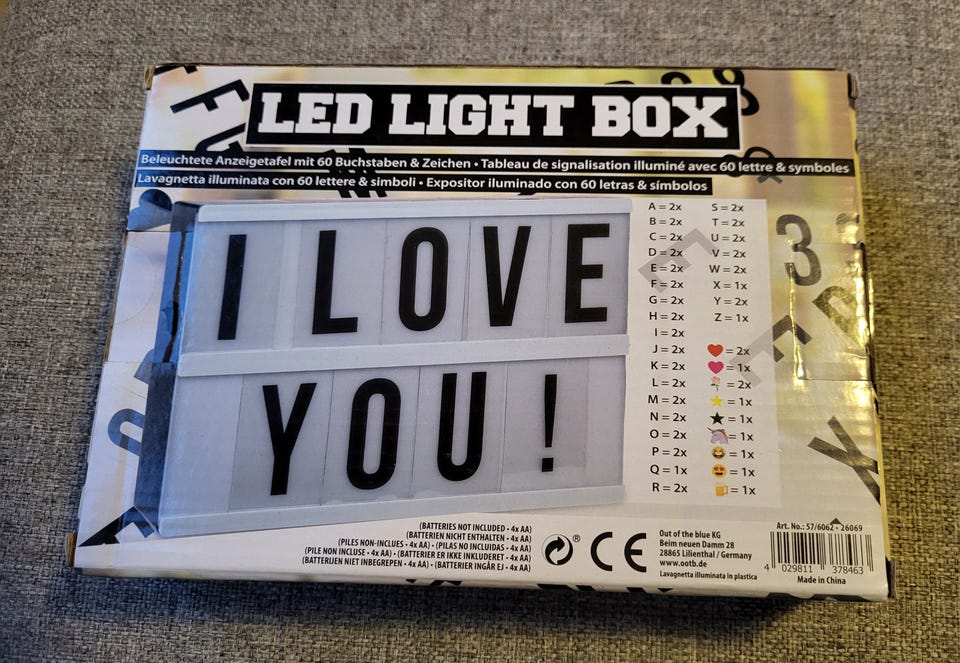 LED LIGHT BOX
Beleuchtete Anzeigetafel mit 60 Buchstaben & Zeichen • Tableau de signalisation illuminé avec 60 lettre & symboles
Lavagnetta illuminata con 60 lettere & simboli • Expositor iluminado con 60 letras & símbolos
I LOVE
YOU!
A = 2x
B = 2x
C = 2x
D = 2x
E = 2x
F = 2x
G = 2x
H = 2x
I = 2x
J = 2x
K = 2x
L = 2x
M = 2x
N = 2x
O = 2x
P = 2x
Q = 1x
R = 2x
S = 2x
T = 2x
U = 2x
V = 2x
W = 2x
X = 1x
Y = 2x
Z = 1x
❤️ = 2x
🩷 = 1x
🌹 = 2x
⭐ = 1x
★ = 1x
🦄 = 1x
😄 = 1x
😍 = 1x
🍺 = 1x
(BATTERIES NOT INCLUDED • 4x AA)
(BATTERIEN NICHT ENTHALTEN • 4x AA)
(PILES NON-INCLUES • 4x AA) • (PILAS NO INCLUIDAS • 4x AA)
(PILE NON INCLUSE • 4x AA) • (BATTERIER ER IKKE INKLUDERET • 4x AA)
(BATTERIJEN NIET INBEGREPEN • 4x AA) • (BATTERIER INGÅR EJ • 4x AA)
® CE
Out of the blue KG
Beim neuen Damm 28
28865 Lilienthal / Germany
www.ootb.de
Lavagnetta illuminata in plastica
Art. No.: 57/6062 • 26069
4 029811 378463
Made in China